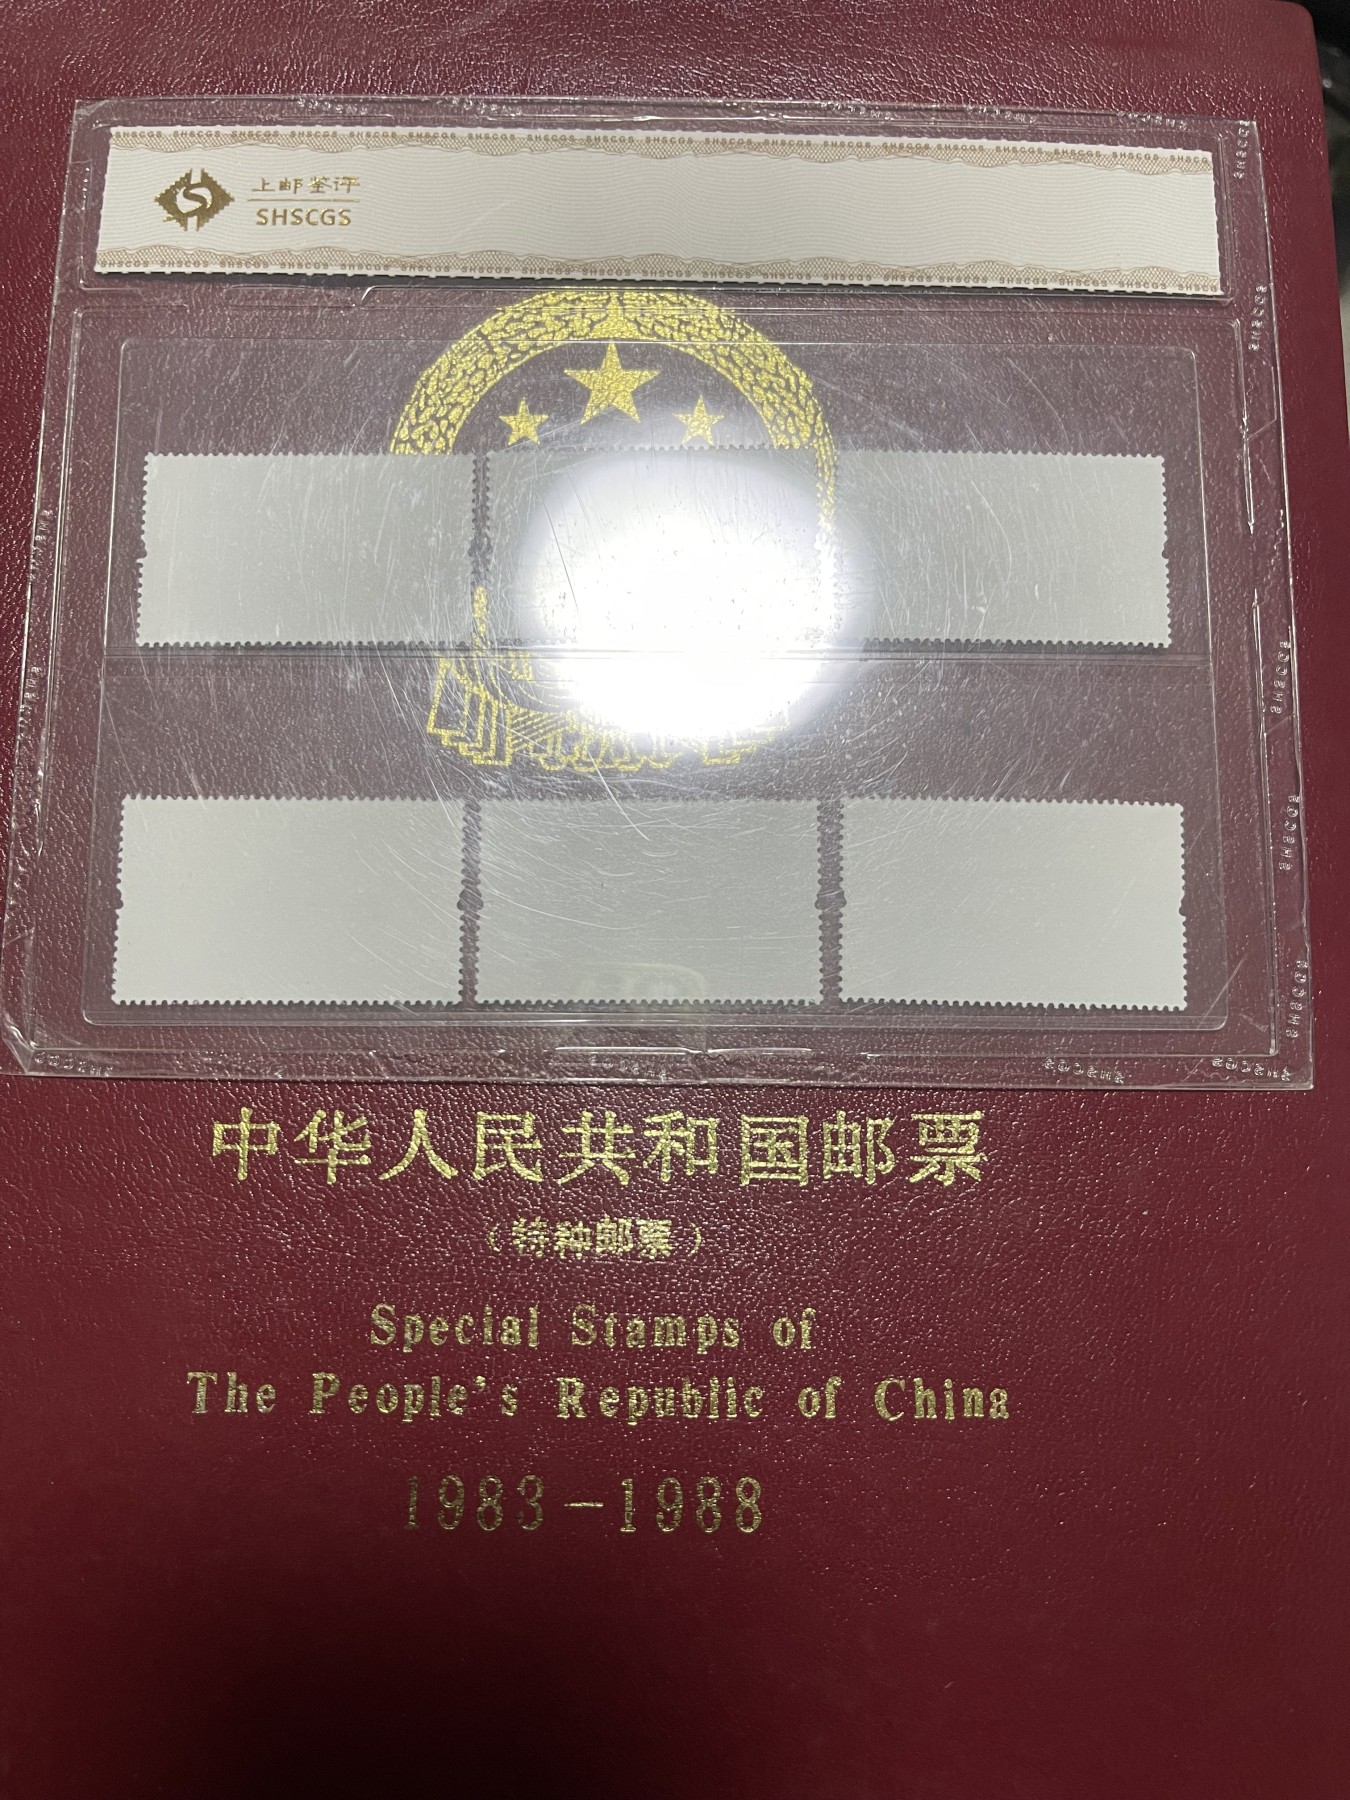 上邮鉴评
SHSCGS
中华人民共和国邮票
(特种邮票)
Special Stamps of
The People's Republic of China
1983-1988